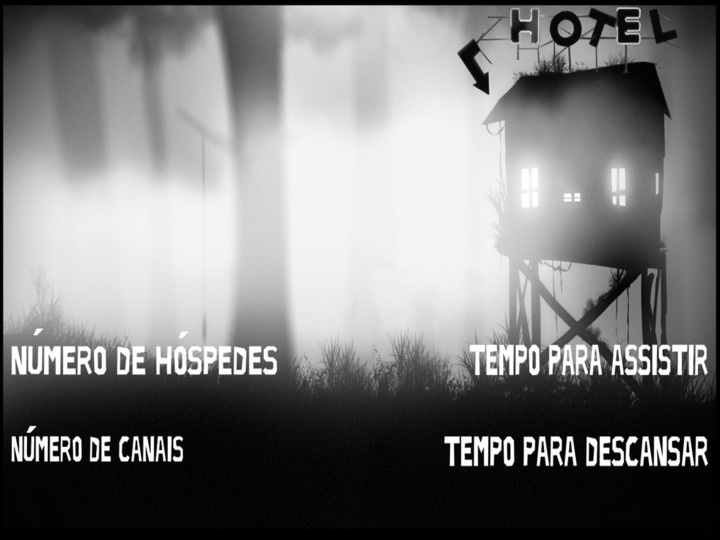 HOTEL
NÚMERO DE HÓSPEDES
TEMPO PARA ASSISTIR
NÚMERO DE CANAIS
TEMPO PARA DESCANSAR